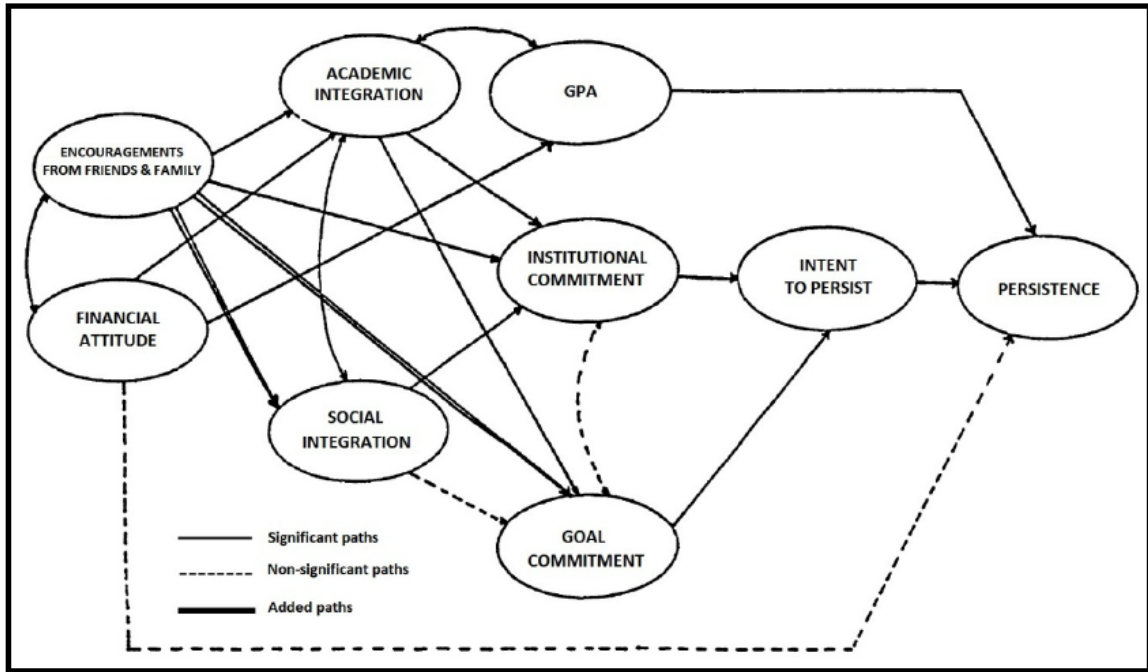 ACADEMIC
INTEGRATION
GPA
ENCOURAGEMENTS
FROM FRIENDS & FAMILY
INSTITUTIONAL
COMMITMENT
INTENT
TO PERSIST
PERSISTENCE
FINANCIAL
ATTITUDE
SOCIAL
INTEGRATION
GOAL
COMMITMENT
Significant paths
Non-significant paths
Added paths